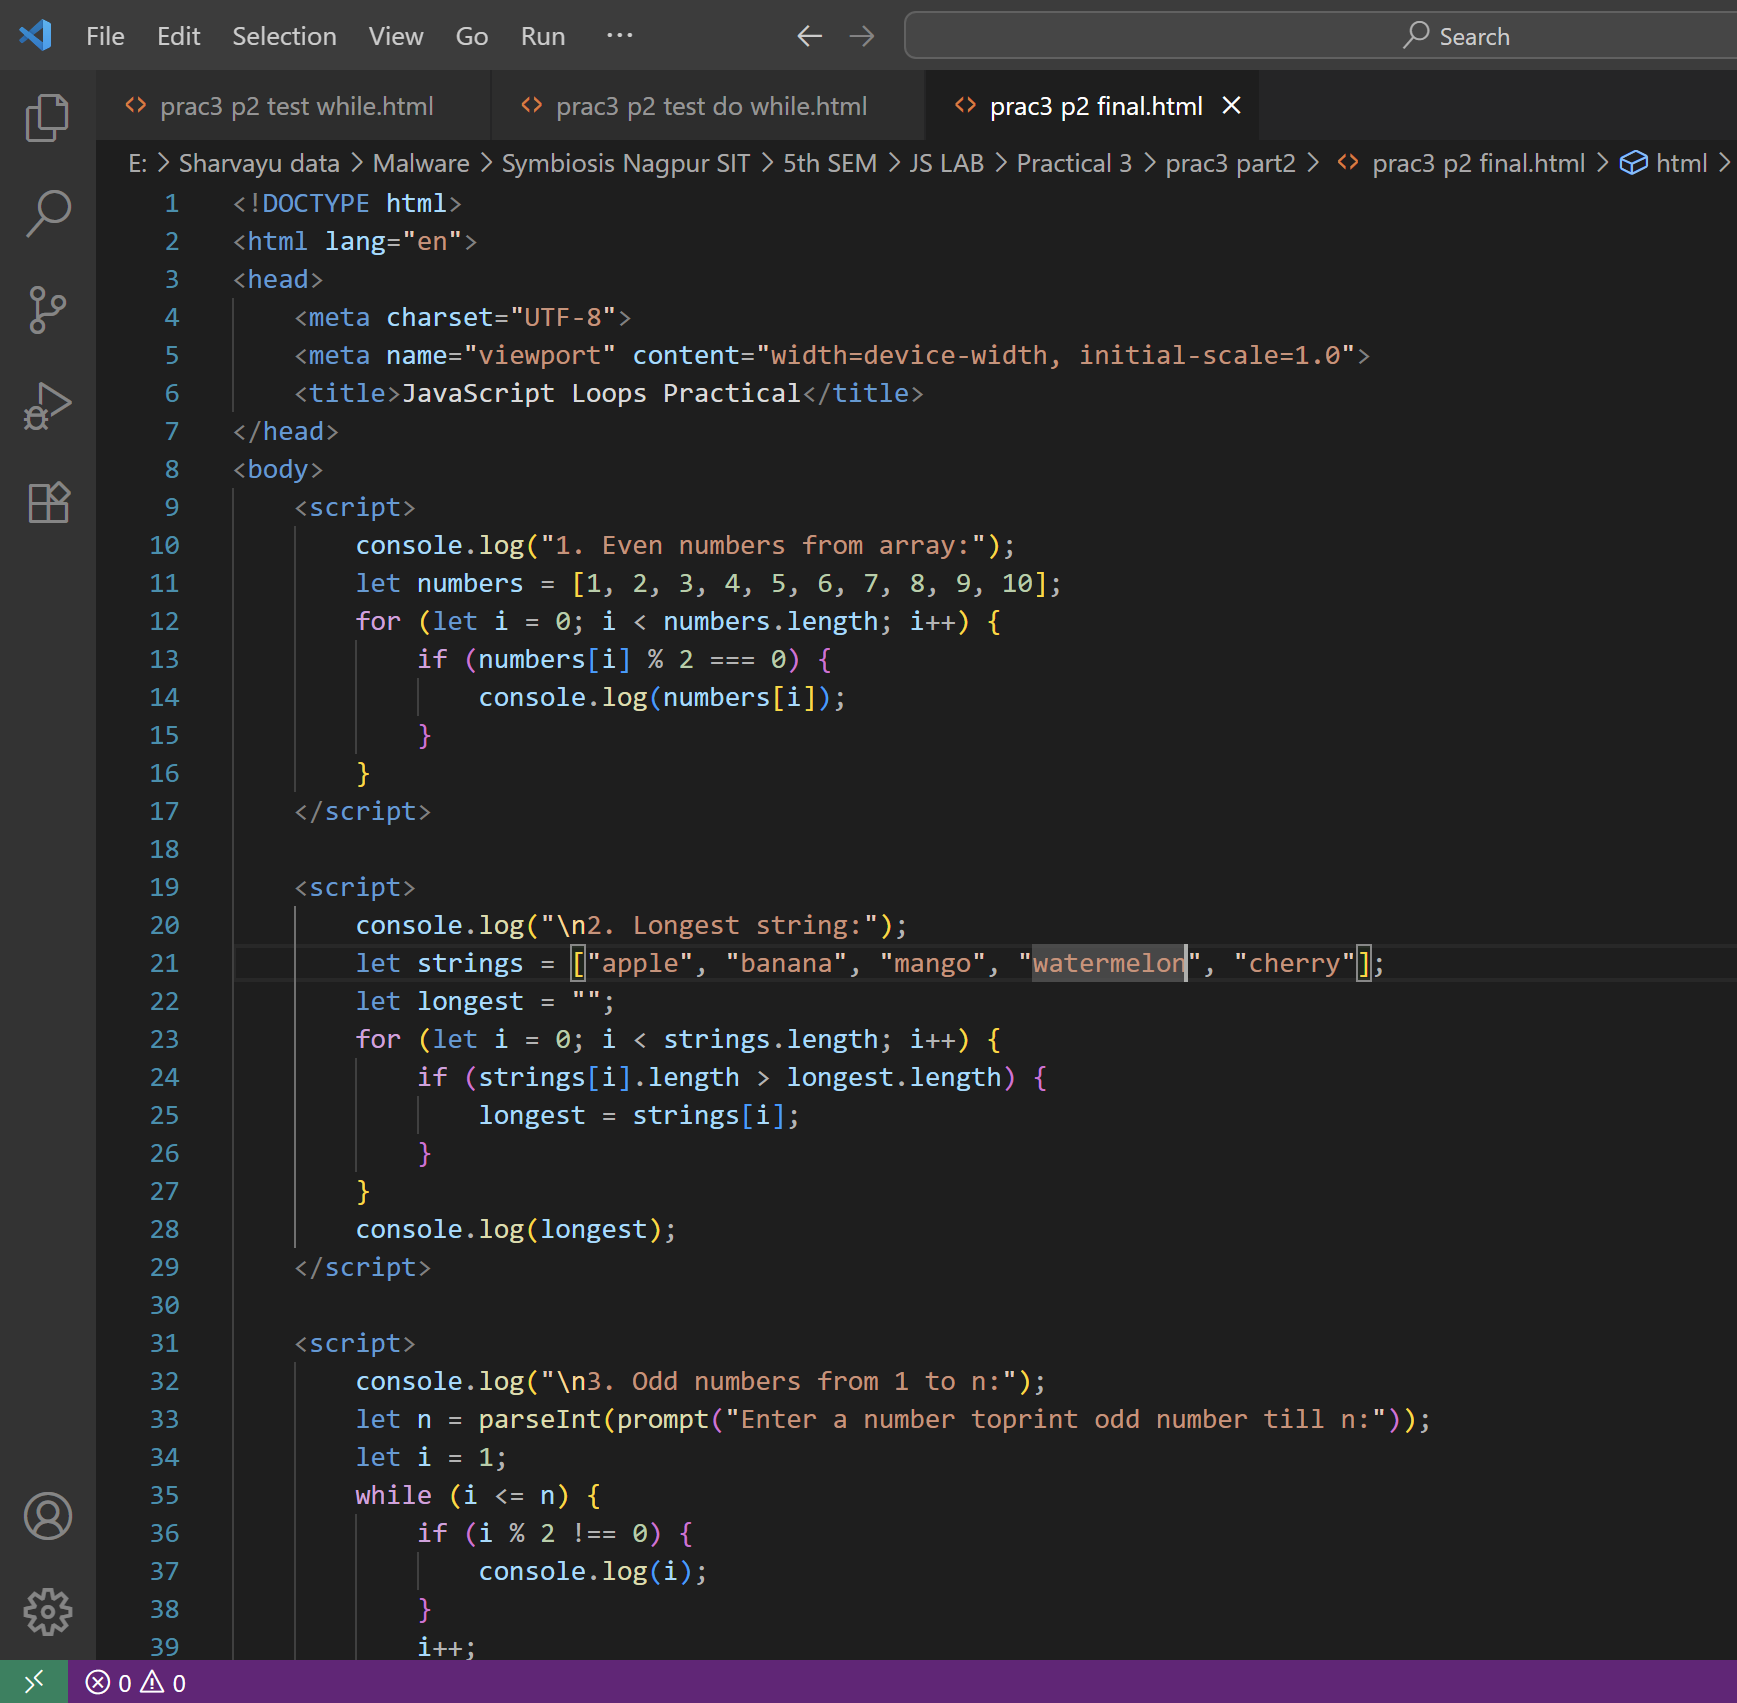 File Edit Selection View Go Run ··· ← → Search
prac3 p2 test while.html prac3 p2 test do while.html prac3 p2 final.html
E: > Sharvayu data > Malware > Symbiosis Nagpur SIT > 5th SEM > JS LAB > Practical 3 > prac3 part2 > prac3 p2 final.html > html >
1 <!DOCTYPE html>
2 <html lang="en">
3 <head>
4     <meta charset="UTF-8">
5     <meta name="viewport" content="width=device-width, initial-scale=1.0">
6     <title>JavaScript Loops Practical</title>
7 </head>
8 <body>
9     <script>
10         console.log("1. Even numbers from array:");
11         let numbers = [1, 2, 3, 4, 5, 6, 7, 8, 9, 10];
12         for (let i = 0; i < numbers.length; i++) {
13             if (numbers[i] % 2 === 0) {
14                 console.log(numbers[i]);
15             }
16         }
17     </script>
18
19     <script>
20         console.log("\n2. Longest string:");
21         let strings = ["apple", "banana", "mango", "watermelon", "cherry"];
22         let longest = "";
23         for (let i = 0; i < strings.length; i++) {
24             if (strings[i].length > longest.length) {
25                 longest = strings[i];
26             }
27         }
28         console.log(longest);
29     </script>
30
31     <script>
32         console.log("\n3. Odd numbers from 1 to n:");
33         let n = parseInt(prompt("Enter a number toprint odd number till n:"));
34         let i = 1;
35         while (i <= n) {
36             if (i % 2 !== 0) {
37                 console.log(i);
38             }
39             i++;
0 0